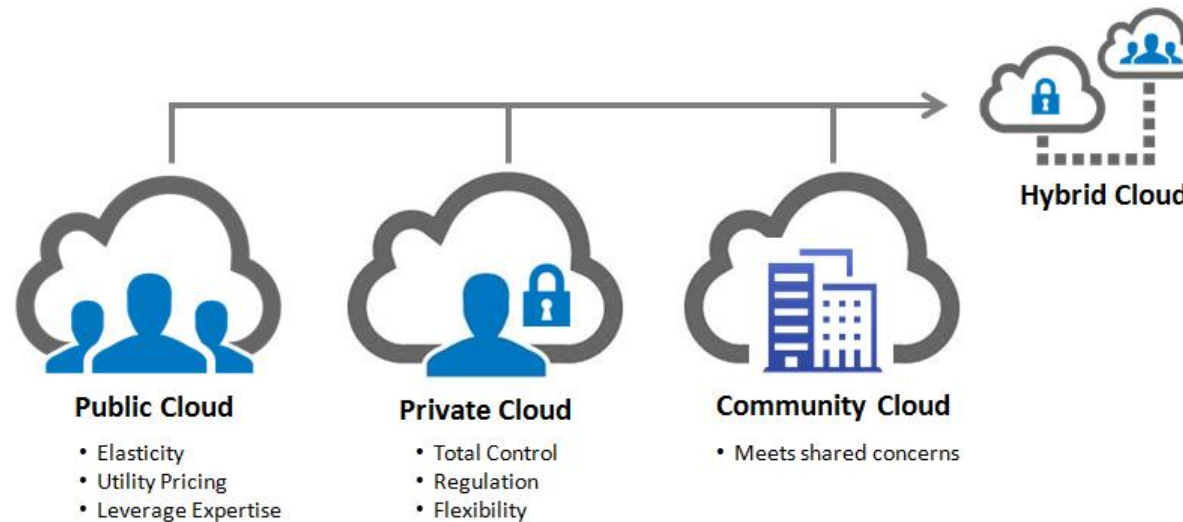 Hybrid Cloud
Public Cloud
• Elasticity
• Utility Pricing
• Leverage Expertise
Private Cloud
• Total Control
• Regulation
• Flexibility
Community Cloud
• Meets shared concerns